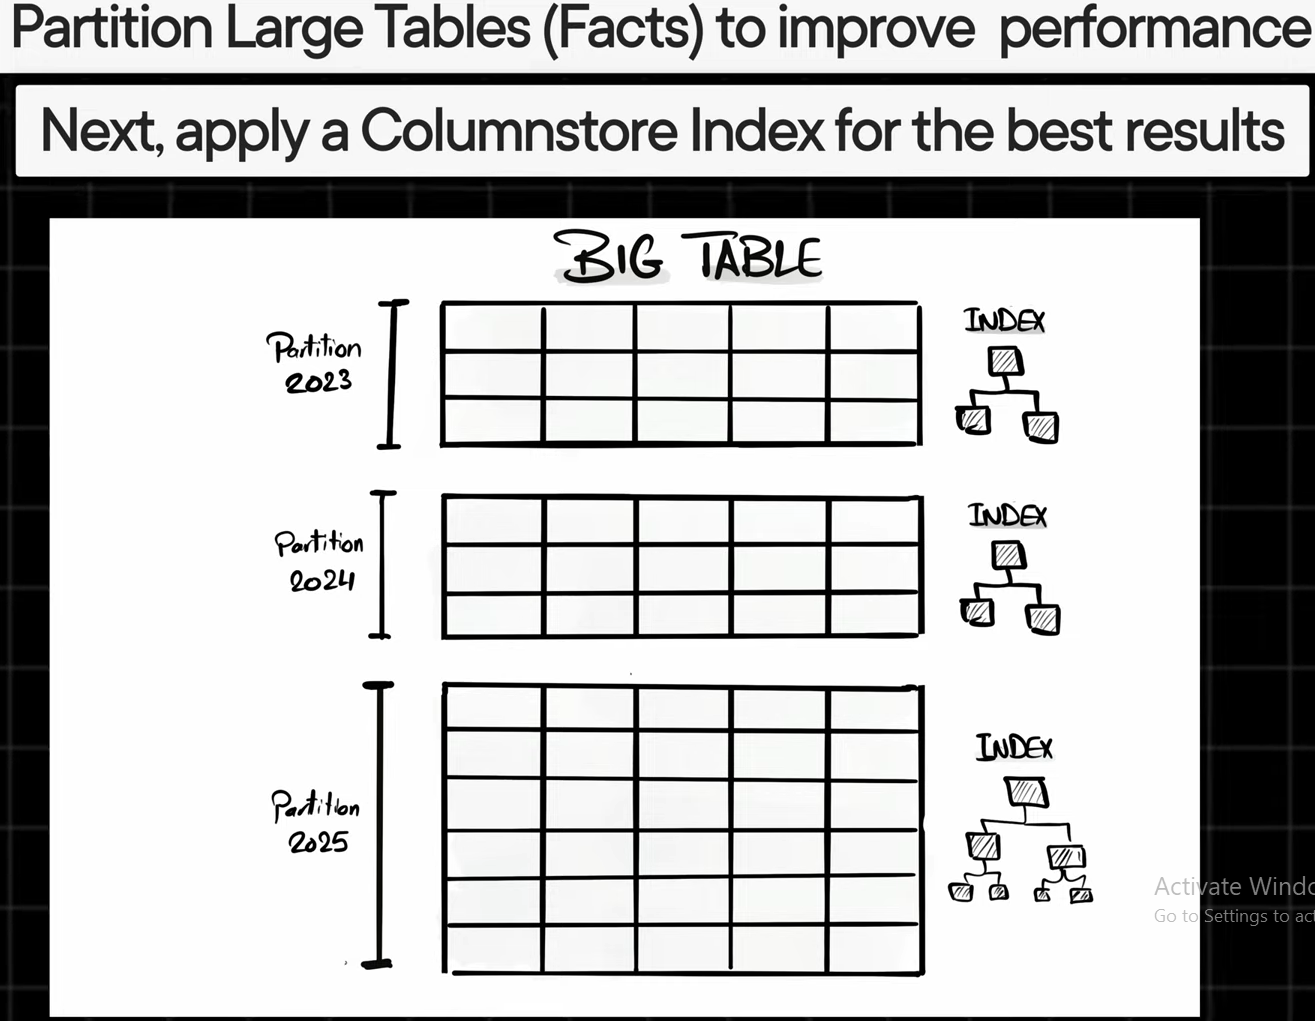 Partition Large Tables (Facts) to improve performance
Next, apply a Columnstore Index for the best results
BIG TABLE
Partition
2023
INDEX
Partition
2024
INDEX
Partition
2025
INDEX
Activate Windo
Go to Settings to act